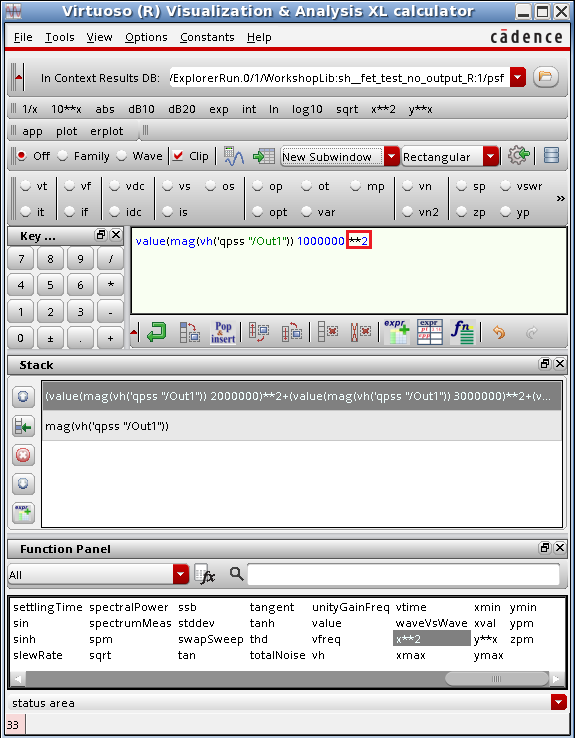 Virtuoso (R) Visualization & Analysis XL calculator
File Tools View Options Constants Help cādence
In Context Results DB: /ExplorerRun.0/1/WorkshopLib:sh__fet_test_no_output_R:1/psf
1/x 10**x abs dB10 dB20 exp int ln log10 sqrt x**2 y**x
app plot erplot
Off Family Wave Clip New Subwindow Rectangular
vt vf vdc vs os op ot mp vn sp vswr »
it if idc is opt var vn2 zp yp
Key ...
7 8 9 /
4 5 6 *
1 2 3 -
0 ± . +
value(mag(vh('qpss "/Out1")) 1000000 **2
Pop & insert expr expr fn
Stack
(value(mag(vh('qpss "/Out1")) 2000000)**2+(value(mag(vh('qpss "/Out1")) 3000000)**2+(v...
mag(vh('qpss "/Out1"))
expr
Function Panel
All fx
settlingTime spectralPower ssb tangent unityGainFreq vtime xmin ymin
sin spectrumMeas stddev tanh value waveVsWave xval ypm
sinh spm swapSweep thd vfreq x**2 y**x zpm
slewRate sqrt tan totalNoise vh xmax ymax
status area
33